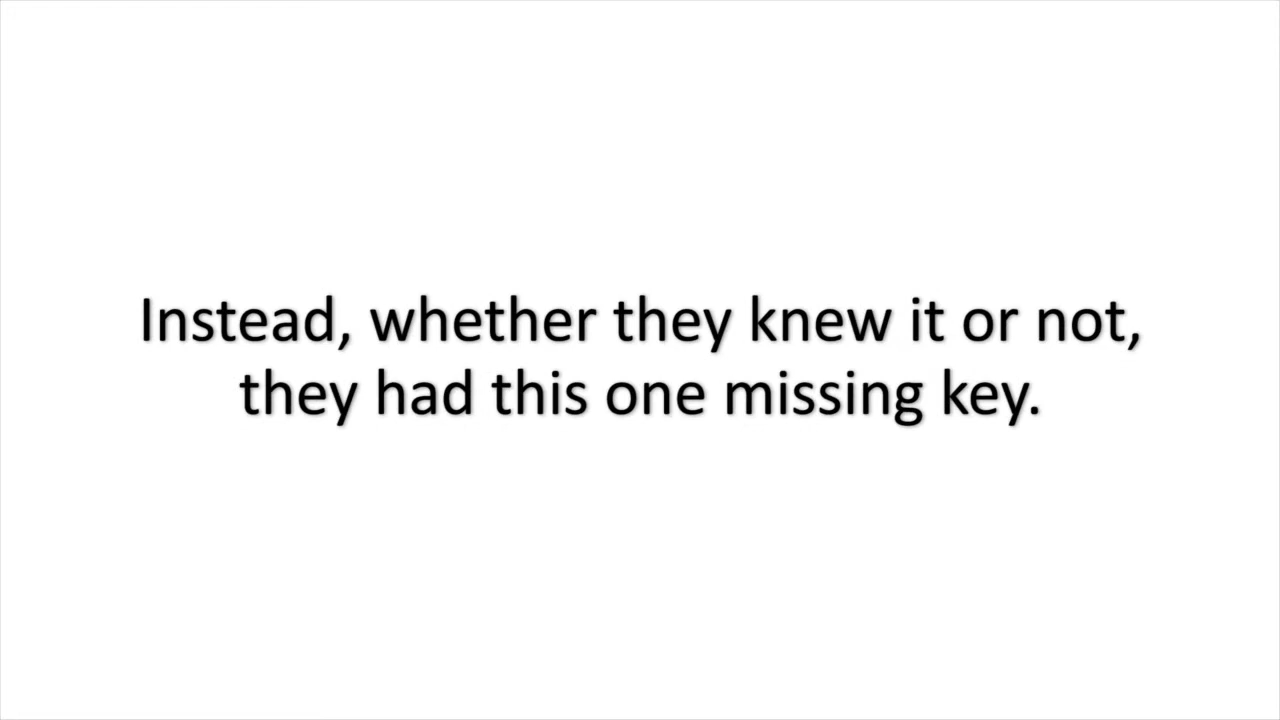 Instead, whether they knew it or not,
they had this one missing key.